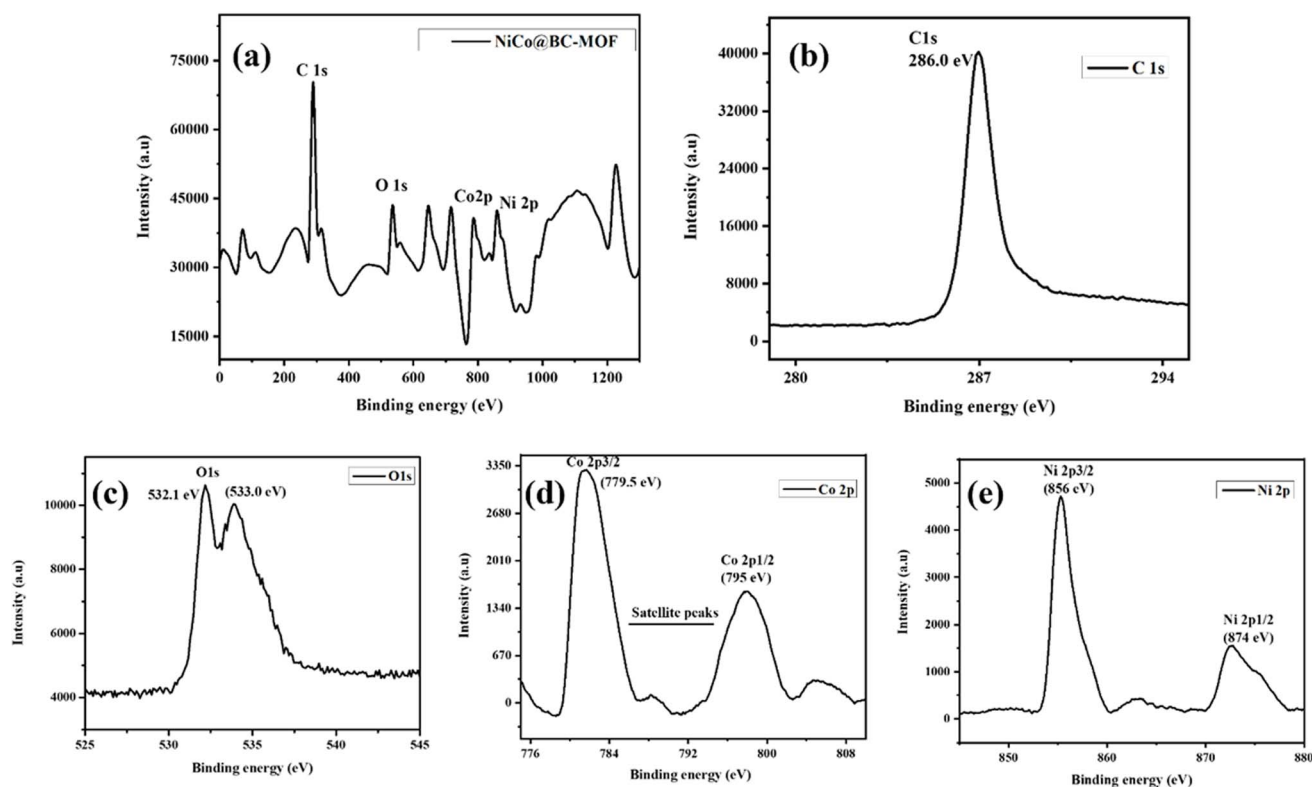 (a)
NiCo@BC-MOF
C 1s
O 1s
Co2p
Ni 2p
75000
60000
45000
30000
15000
Intensity (a.u)
0 200 400 600 800 1000 1200
Binding energy (eV)
(b)
C1s
286.0 eV
C 1s
40000
32000
24000
16000
8000
0
Intensity (a.u)
280 287 294
Binding energy (eV)
(c)
O1s
532.1 eV
(533.0 eV)
O1s
10000
8000
6000
4000
Intensity (a.u)
525 530 535 540 545
Binding energy (eV)
(d)
Co 2p3/2
(779.5 eV)
Co 2p
Co 2p1/2
(795 eV)
Satellite peaks
3350
2680
2010
1340
670
0
Intensity (a.u)
776 784 792 800 810
Binding energy (eV)
(e)
Ni 2p3/2
(856 eV)
Ni 2p
Ni 2p1/2
(874 eV)
5000
4000
3000
2000
1000
0
Intensity (a.u)
850 860 870 880
Binding energy (eV)